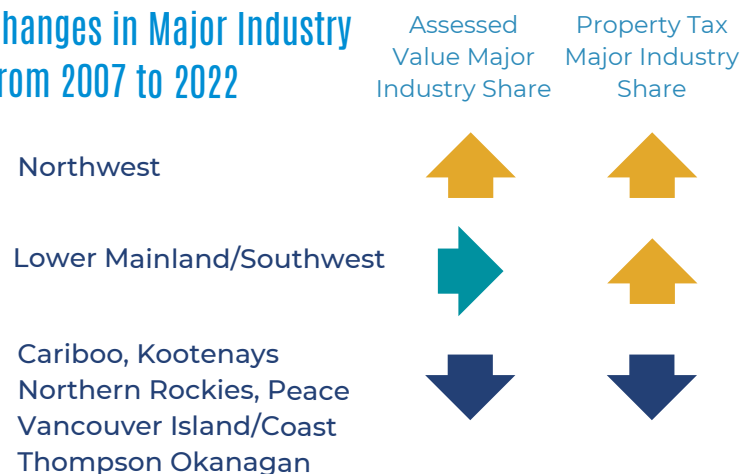 hanges in Major Industry
rom 2007 to 2022
Assessed
Value Major
Industry Share
Property Tax
Major Industry
Share
Northwest
Lower Mainland/Southwest
Cariboo, Kootenays
Northern Rockies, Peace
Vancouver Island/Coast
Thompson Okanagan